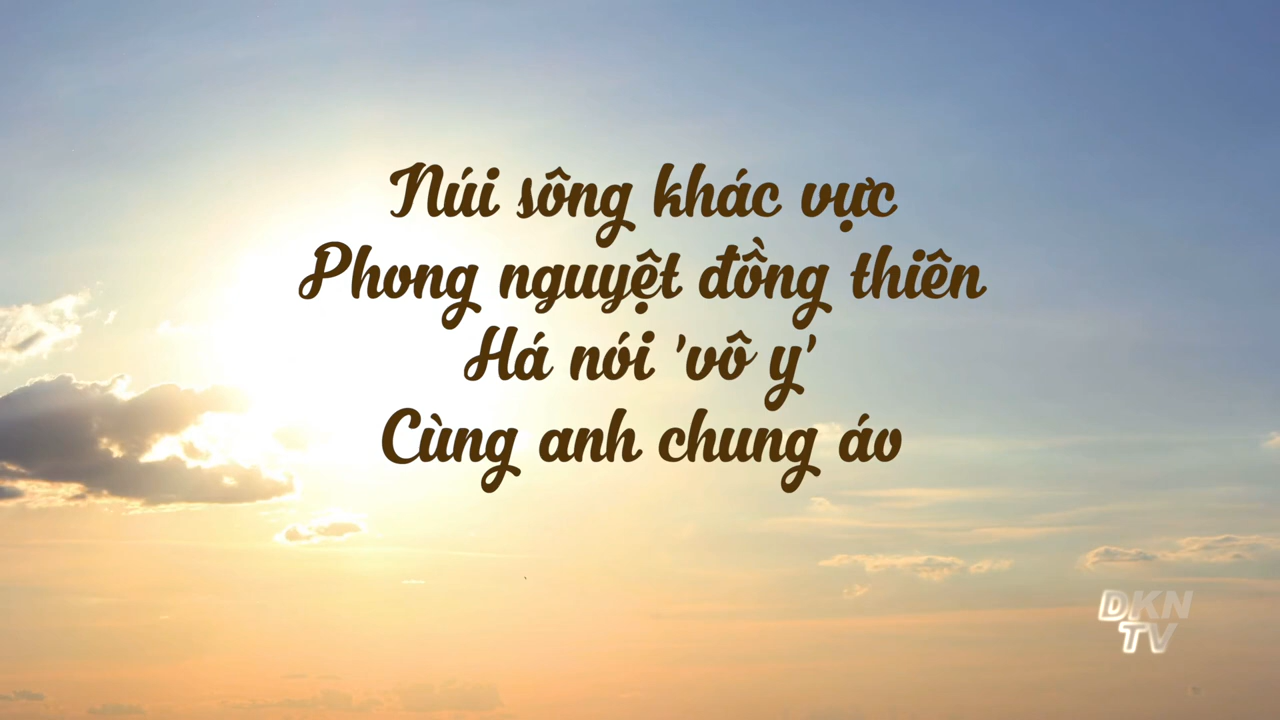 Núi sông khác vực
Phong nguyệt đồng thiên
Há nói 'vô y'
Cùng anh chung áo
DKN
TV